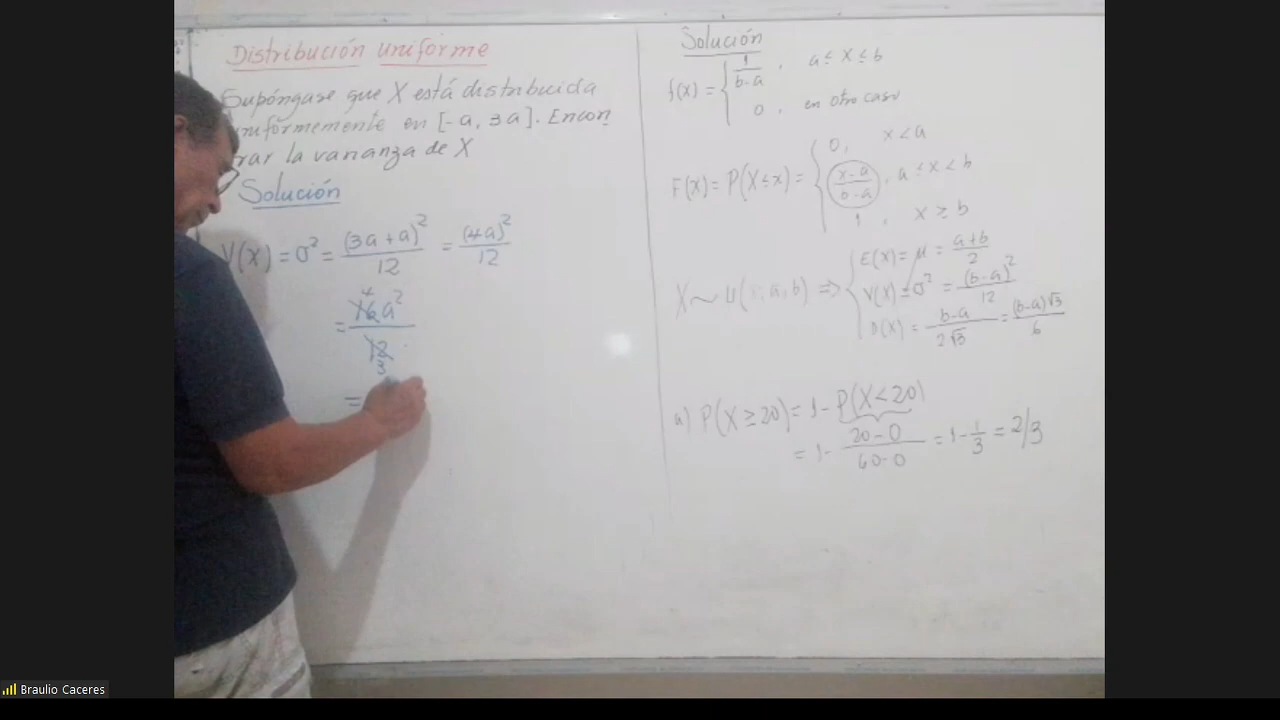 Distribución uniforme
Supóngase que X está distribuida
uniformemente en [-a, 3a]. Encon
trar la varianza de X
Solución
V(X) = σ² = (3a+a)²/12 = (4a)²/12
= 16a²/12
4
3
=
Solución
f(x) = { 1/(b-a) , a ≤ x ≤ b
0 , en otro caso
F(x) = P(X ≤ x) = { 0, x < a
(x-a)/(b-a) , a ≤ x < b
1 , x ≥ b
X ~ U( , a, b) ⇒ { E(X) = μ = (a+b)/2
V(X) = σ² = (b-a)²/12
D(X) = (b-a)/(2√3) = (b-a)√3/6
a) P(X ≥ 20) = 1 - P(X < 20)
= 1 - (20-0)/(60-0) = 1 - 1/3 = 2/3
Braulio Caceres